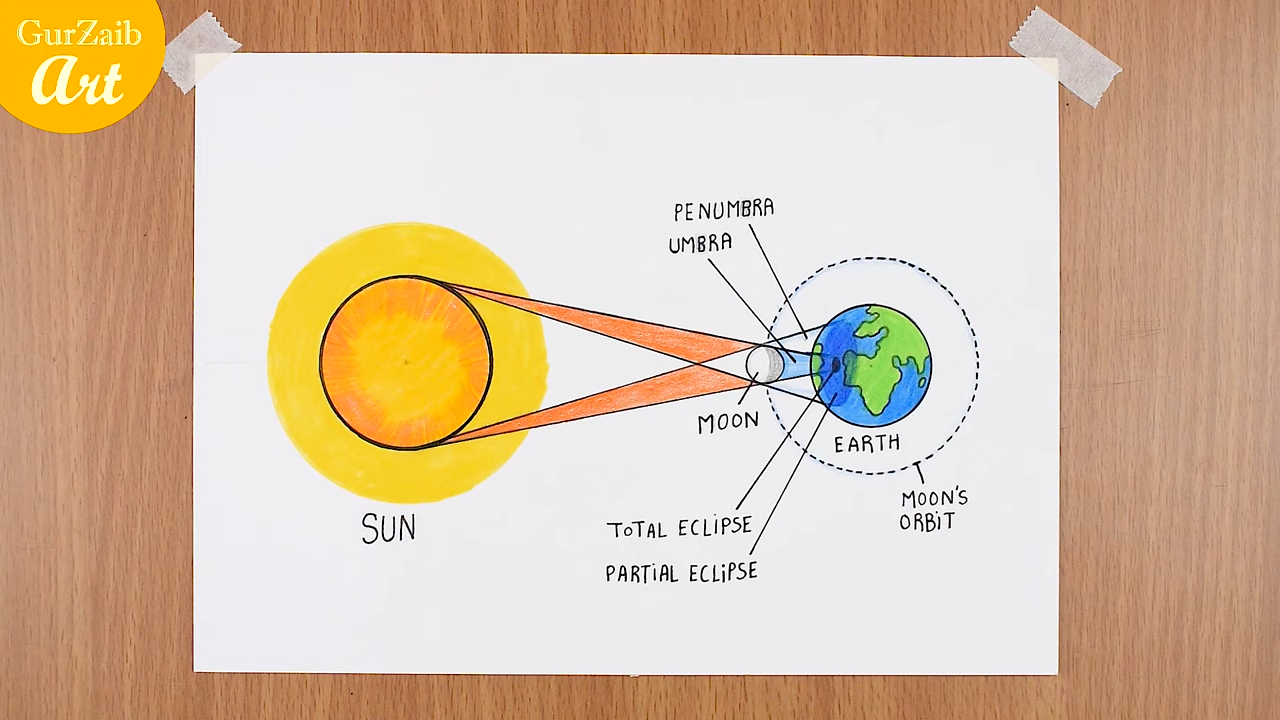 GurZaib
Art
PENUMBRA
UMBRA
MOON
EARTH
MOON'S
ORBiT
SUN
TOTAL ECLiPSE
PARTiAL ECLiPSE